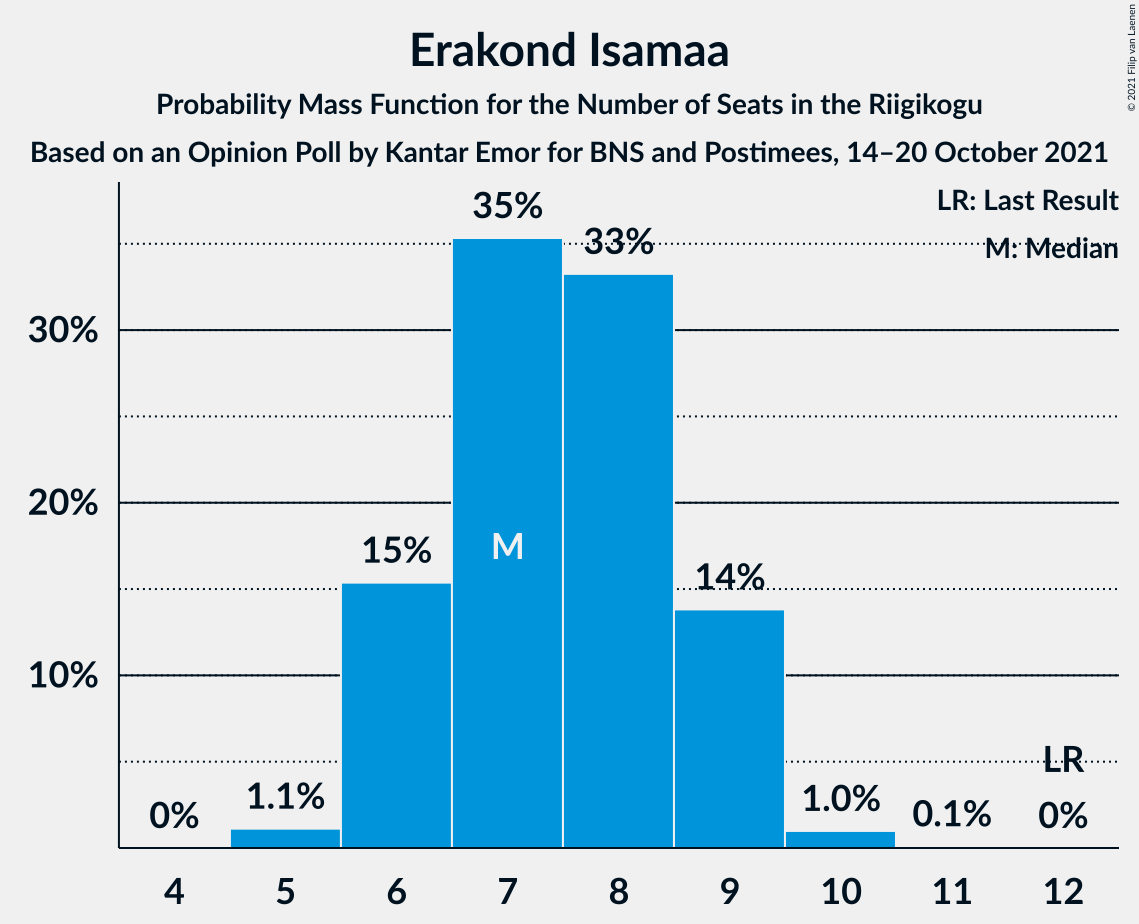 Erakond Isamaa
Probability Mass Function for the Number of Seats in the Riigikogu
Based on an Opinion Poll by Kantar Emor for BNS and Postimees, 14–20 October 2021
© 2021 Filip van Laenen
LR: Last Result
M: Median
35%
33%
30%
20%
15%
M
14%
10%
LR
0%
1.1%
1.0%
0.1%
0%
4 5 6 7 8 9 10 11 12